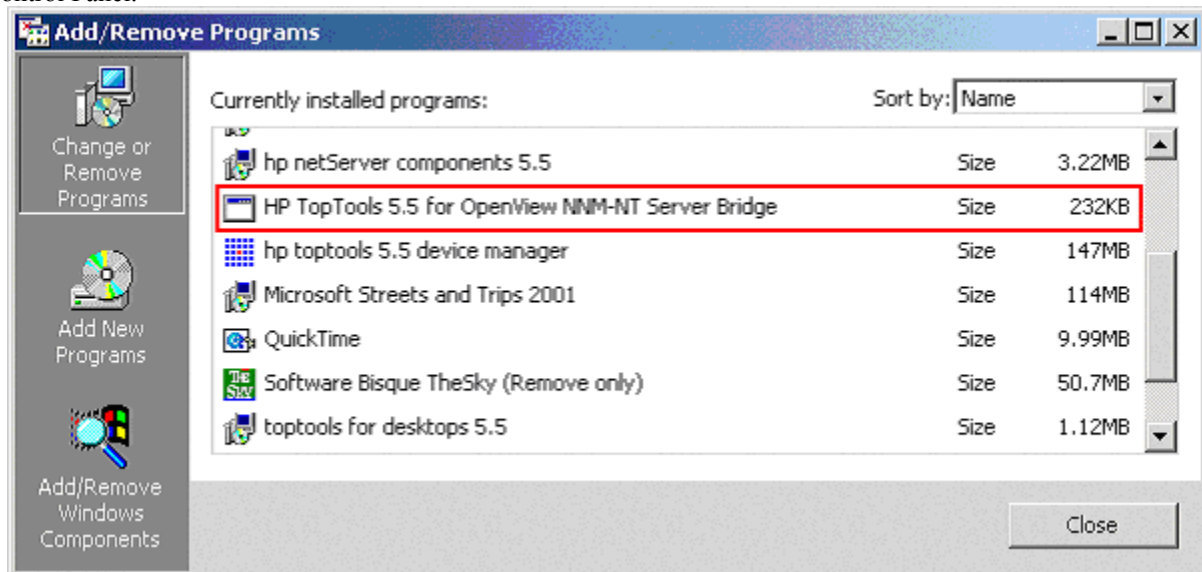 Add/Remove Programs
Change or
Remove
Programs
Add New
Programs
Add/Remove
Windows
Components
Currently installed programs:
Sort by: Name
hp netServer components 5.5 Size 3.22MB
HP TopTools 5.5 for OpenView NNM-NT Server Bridge Size 232KB
hp toptools 5.5 device manager Size 147MB
Microsoft Streets and Trips 2001 Size 114MB
QuickTime Size 9.99MB
THE SKY Software Bisque TheSky (Remove only) Size 50.7MB
toptools for desktops 5.5 Size 1.12MB
Close